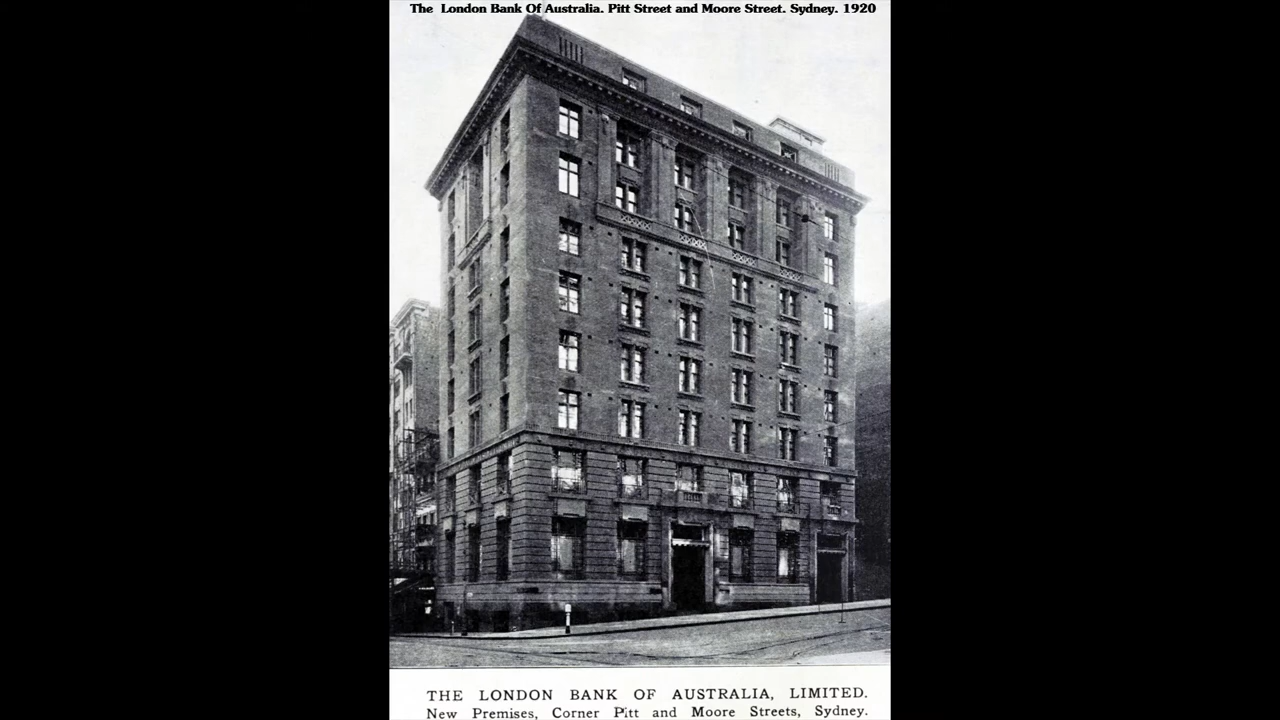 The London Bank Of Australia. Pitt Street and Moore Street. Sydney. 1920
THE LONDON BANK OF AUSTRALIA, LIMITED.
New Premises, Corner Pitt and Moore Streets, Sydney.